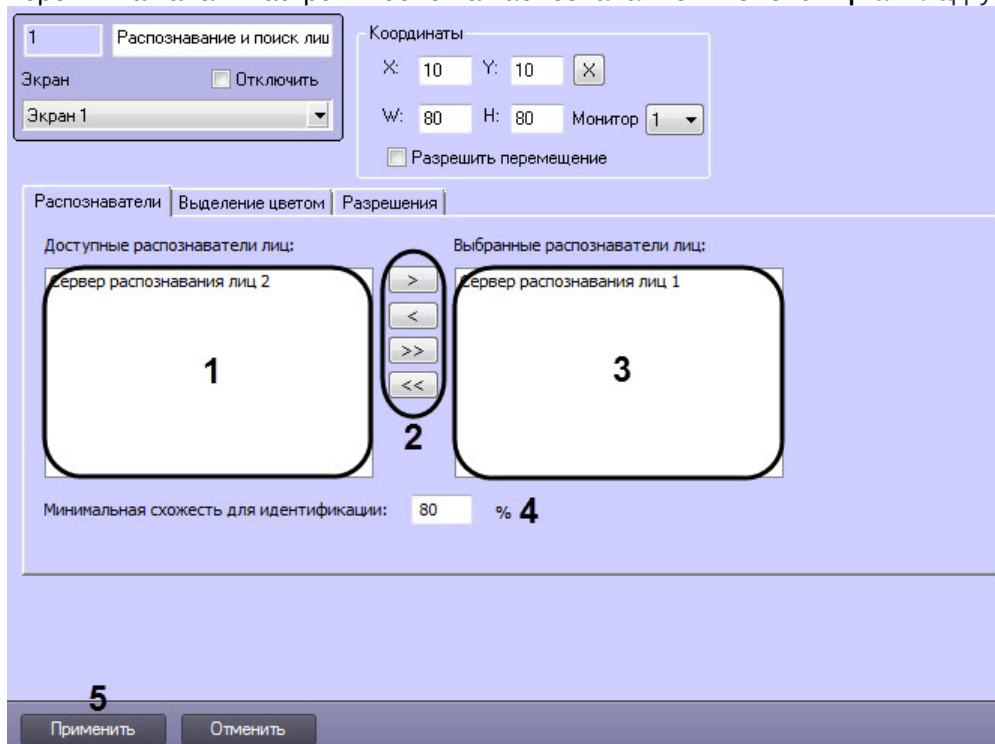 1 Распознавание и поиск лиц
Экран Отключить
Экран 1
Координаты
X: 10 Y: 10 X
W: 80 H: 80 Монитор 1
Разрешить перемещение
Распознаватели Выделение цветом Разрешения
Доступные распознаватели лиц:
Сервер распознавания лиц 2
1
>
<
>>
<<
2
Выбранные распознаватели лиц:
Сервер распознавания лиц 1
3
Минимальная схожесть для идентификации: 80 % 4
5
Применить Отменить